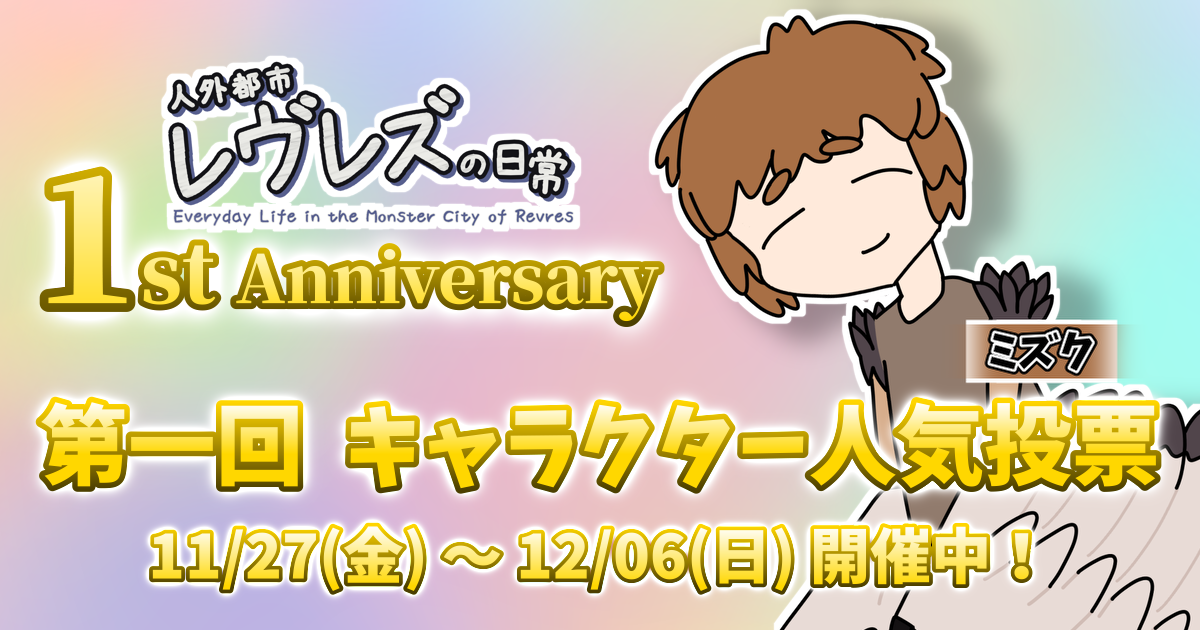 人外都市
レヴレズの日常
Everyday Life in the Monster City of Revres
1st Anniversary
ミズク
第一回 キャラクター人気投票
11/27(金) ～ 12/06(日) 開催中！